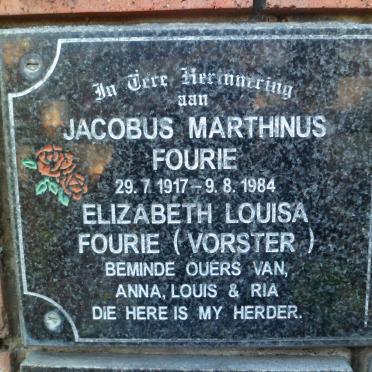 In Tere Herinnering
aan
JACOBUS MARTHINUS
FOURIE
29.7.1917 - 9.8.1984
ELIZABETH LOUISA
FOURIE (VORSTER)
BEMINDE OUERS VAN,
ANNA, LOUIS & RIA
DIE HERE IS MY HERDER.